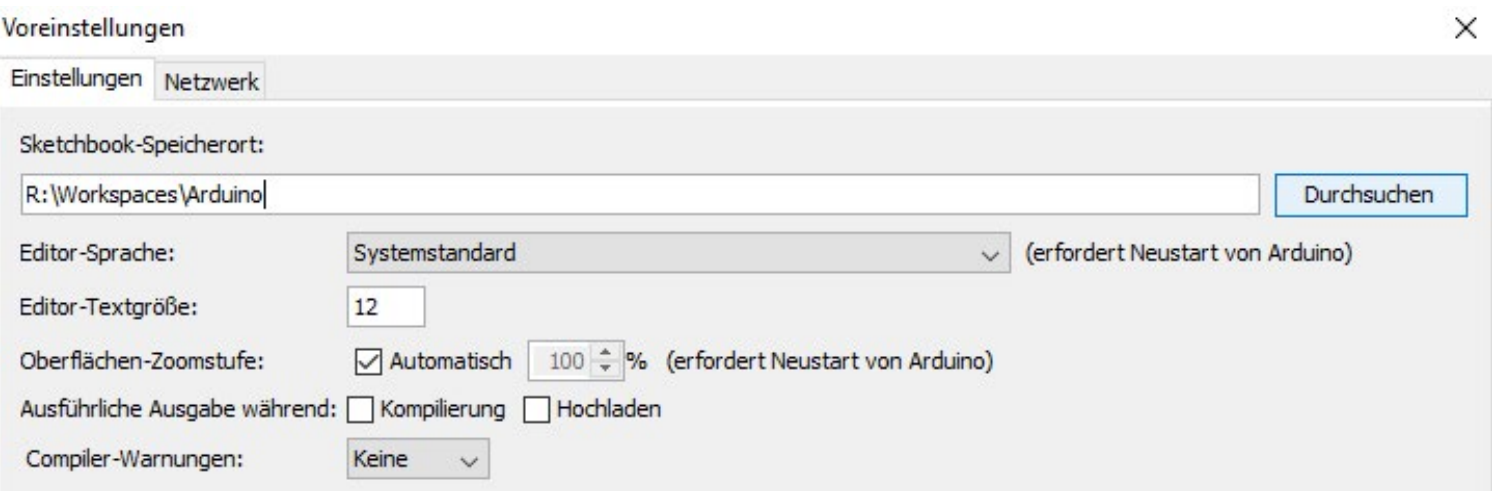 Voreinstellungen
Einstellungen Netzwerk
Sketchbook-Speicherort:
R:\Workspaces\Arduino Durchsuchen
Editor-Sprache: Systemstandard (erfordert Neustart von Arduino)
Editor-Textgröße: 12
Oberflächen-Zoomstufe: Automatisch 100 % (erfordert Neustart von Arduino)
Ausführliche Ausgabe während: Kompilierung Hochladen
Compiler-Warnungen: Keine